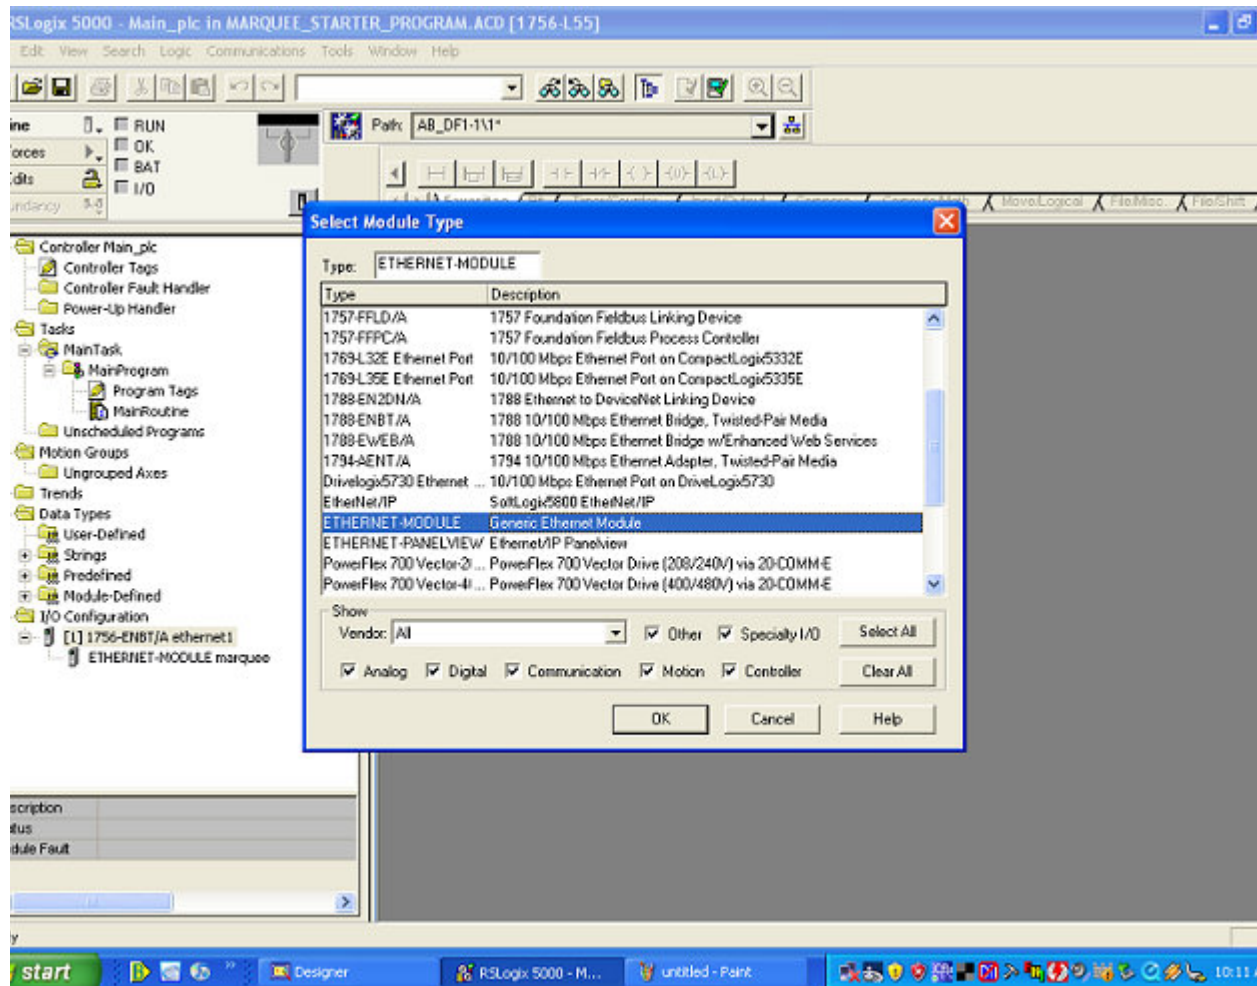 RSLogix 5000 - Main_plc in MARQUEE_STARTER_PROGRAM.ACD [1756-L55]
Edit View Search Logic Communications Tools Window Help
RUN
OK
BAT
I/O
Path: AB_DF1-1\1*
Move/Logical File/Misc. File/Shift
Controller Main_plc
Controller Tags
Controller Fault Handler
Power-Up Handler
Tasks
MainTask
MainProgram
Program Tags
MainRoutine
Unscheduled Programs
Motion Groups
Ungrouped Axes
Trends
Data Types
User-Defined
Strings
Predefined
Module-Defined
I/O Configuration
[1] 1756-ENBT/A ethernet1
ETHERNET-MODULE marquee
Select Module Type
Type: ETHERNET-MODULE
Type Description
1757-FFLD/A 1757 Foundation Fieldbus Linking Device
1757-FFPC/A 1757 Foundation Fieldbus Process Controller
1769-L32E Ethernet Port 10/100 Mbps Ethernet Port on CompactLogix5332E
1769-L35E Ethernet Port 10/100 Mbps Ethernet Port on CompactLogix5335E
1788-EN2DN/A 1788 Ethernet to DeviceNet Linking Device
1788-ENBT/A 1788 10/100 Mbps Ethernet Bridge, Twisted-Pair Media
1788-EWEB/A 1788 10/100 Mbps Ethernet Bridge w/Enhanced Web Services
1794-AENT/A 1794 10/100 Mbps Ethernet Adapter, Twisted-Pair Media
DriveLogix5730 Ethernet ... 10/100 Mbps Ethernet Port on DriveLogix5730
EtherNet/IP SoftLogix5800 EtherNet/IP
ETHERNET-MODULE Generic Ethernet Module
ETHERNET-PANELVIEW Ethernet/IP Panelview
PowerFlex 700 Vector-2 ... PowerFlex 700 Vector Drive (208/240V) via 20-COMM-E
PowerFlex 700 Vector-4 ... PowerFlex 700 Vector Drive (400/480V) via 20-COMM-E
Show
Vendor: All Other Specialty I/O Select All
Analog Digital Communication Motion Controller Clear All
OK Cancel Help
scription
tus
dule Fault
start Designer RSLogix 5000 - M... untitled - Paint 10:11